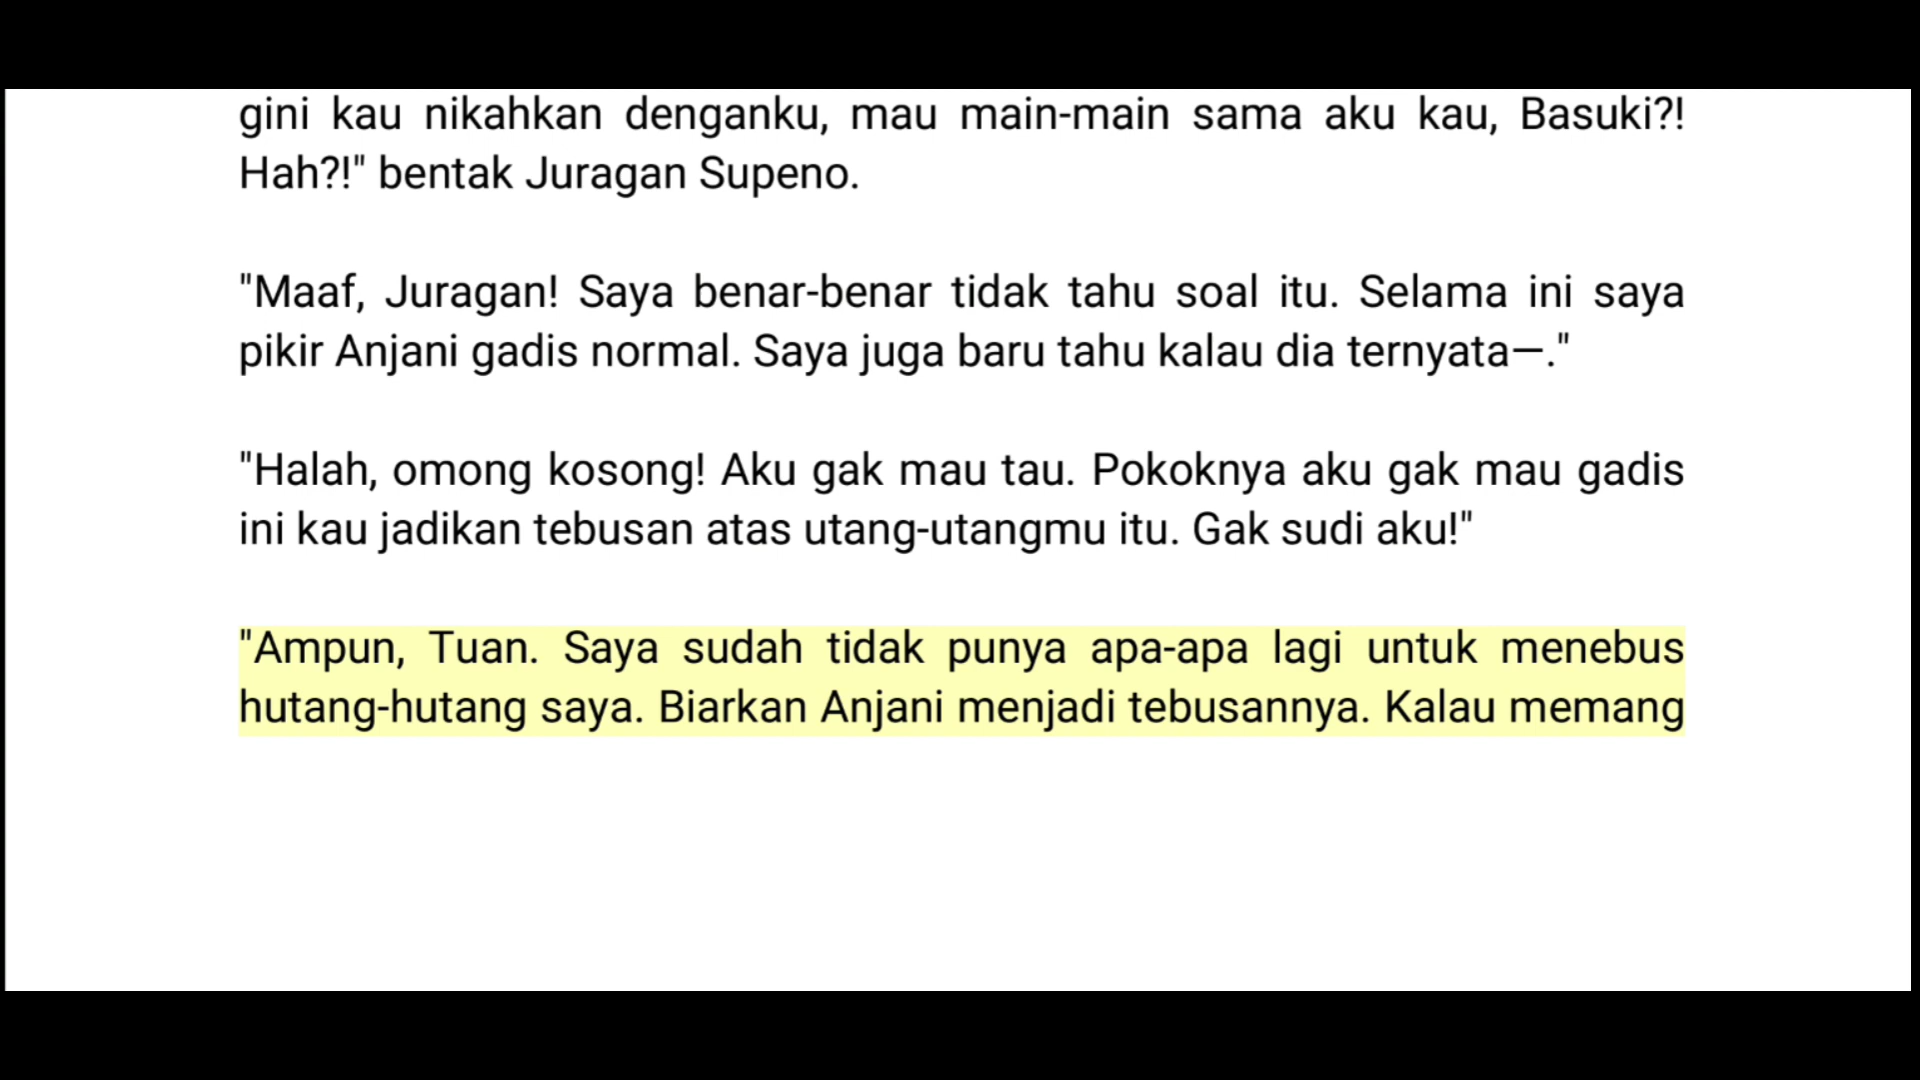 gini kau nikahkan denganku, mau main-main sama aku kau, Basuki?!
Hah?!" bentak Juragan Supeno.
"Maaf, Juragan! Saya benar-benar tidak tahu soal itu. Selama ini saya
pikir Anjani gadis normal. Saya juga baru tahu kalau dia ternyata—."
"Halah, omong kosong! Aku gak mau tau. Pokoknya aku gak mau gadis
ini kau jadikan tebusan atas utang-utangmu itu. Gak sudi aku!"
"Ampun, Tuan. Saya sudah tidak punya apa-apa lagi untuk menebus
hutang-hutang saya. Biarkan Anjani menjadi tebusannya. Kalau memang